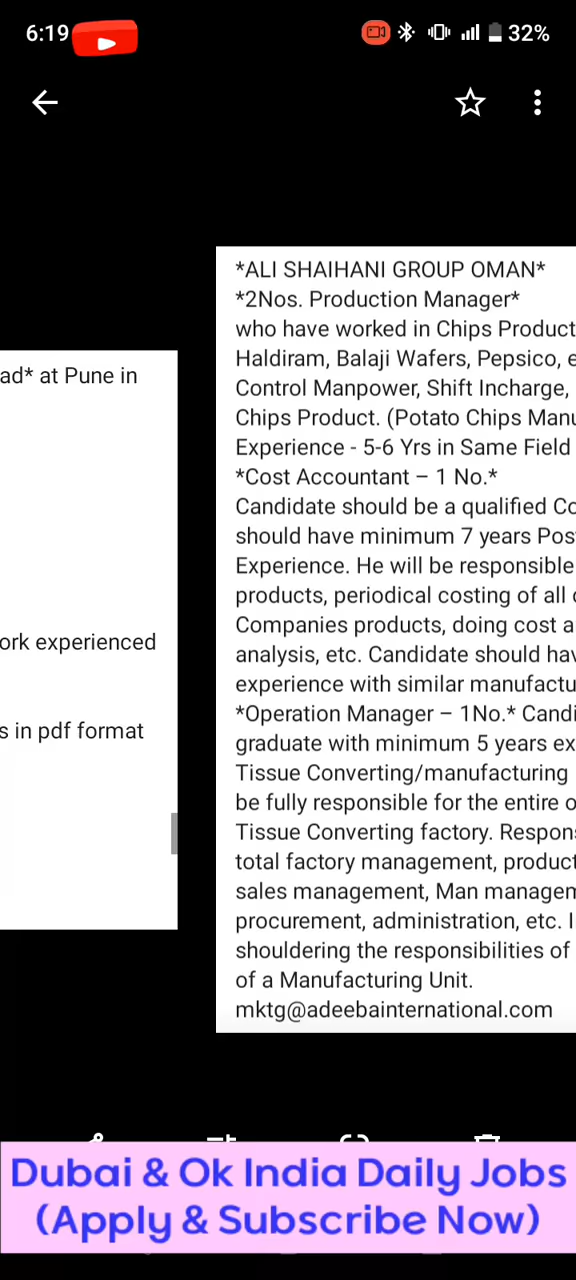 6:19
32%
ad* at Pune in
ork experienced
s in pdf format
*ALI SHAIHANI GROUP OMAN*
*2Nos. Production Manager*
who have worked in Chips Product
Haldiram, Balaji Wafers, Pepsico, e
Control Manpower, Shift Incharge,
Chips Product. (Potato Chips Manu
Experience - 5-6 Yrs in Same Field
*Cost Accountant – 1 No.*
Candidate should be a qualified Co
should have minimum 7 years Pos
Experience. He will be responsible
products, periodical costing of all
Companies products, doing cost a
analysis, etc. Candidate should hav
experience with similar manufactu
*Operation Manager – 1No.* Candi
graduate with minimum 5 years ex
Tissue Converting/manufacturing
be fully responsible for the entire o
Tissue Converting factory. Respons
total factory management, product
sales management, Man managem
procurement, administration, etc. I
shouldering the responsibilities of
of a Manufacturing Unit.
mktg@adeebainternational.com
Dubai & Ok India Daily Jobs
(Apply & Subscribe Now)